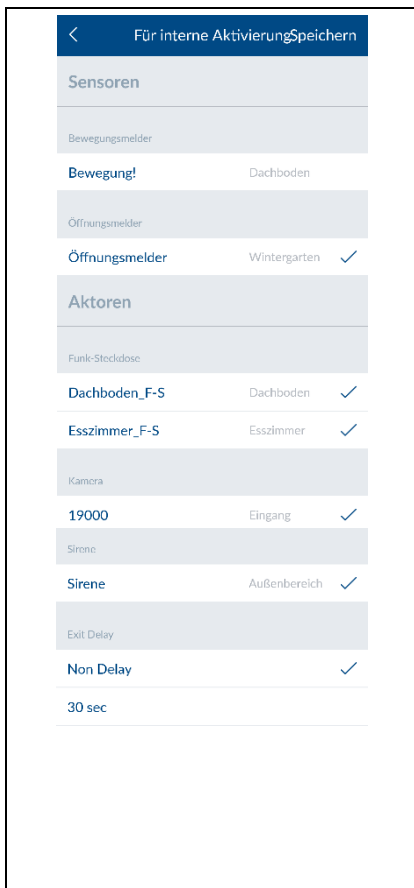 Für interne AktivierungSpeichern
Sensoren
Bewegungsmelder
Bewegung! Dachboden
Öffnungsmelder
Öffnungsmelder Wintergarten
Aktoren
Funk-Steckdose
Dachboden_F-S Dachboden
Esszimmer_F-S Esszimmer
Kamera
19000 Eingang
Sirene
Sirene Außenbereich
Exit Delay
Non Delay
30 sec